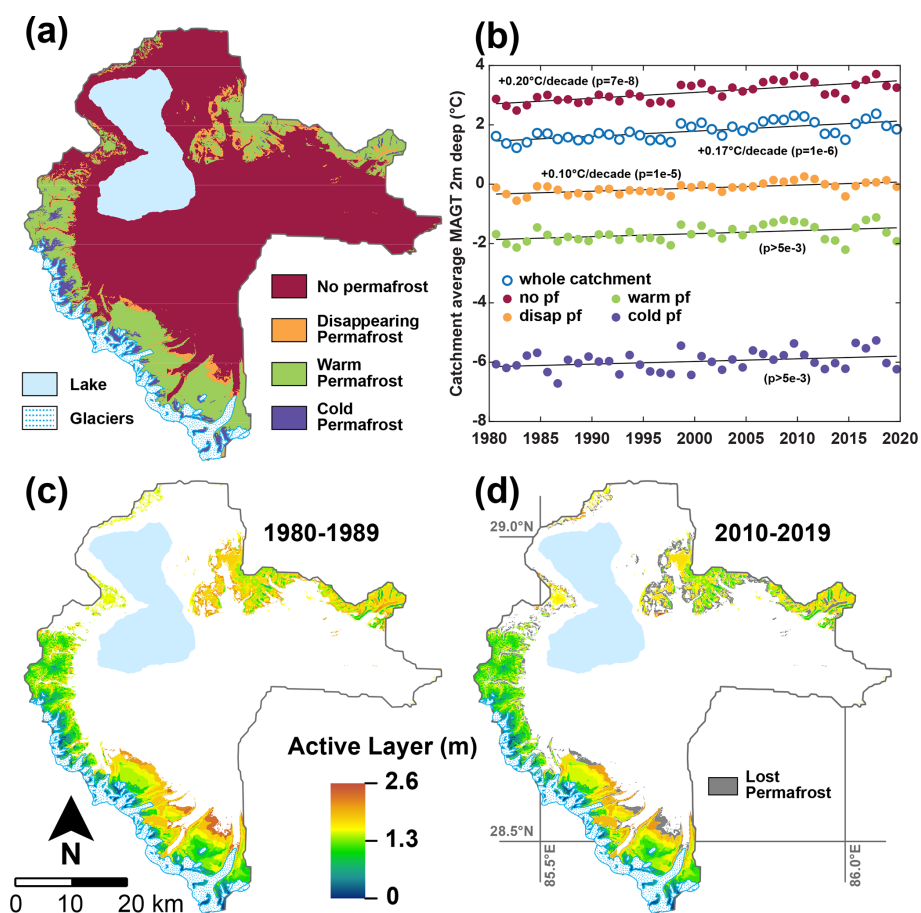 (a)
No permafrost
Disappearing
Permafrost
Warm
Permafrost
Cold
Permafrost
Lake
Glaciers
(b)
Catchment average MAGT 2m deep (°C)
4
2
0
-2
-4
-6
-8
+0.20°C/decade (p=7e-8)
+0.17°C/decade (p=1e-6)
+0.10°C/decade (p=1e-5)
(p>5e-3)
whole catchment
no pf
warm pf
disap pf
cold pf
(p>5e-3)
1980
1985
1990
1995
2000
2005
2010
2015
2020
(c)
1980-1989
Active Layer (m)
2.6
1.3
0
N
0
10
20 km
(d)
2010-2019
29.0°N
Lost
Permafrost
28.5°N
85.5°E
86.0°E